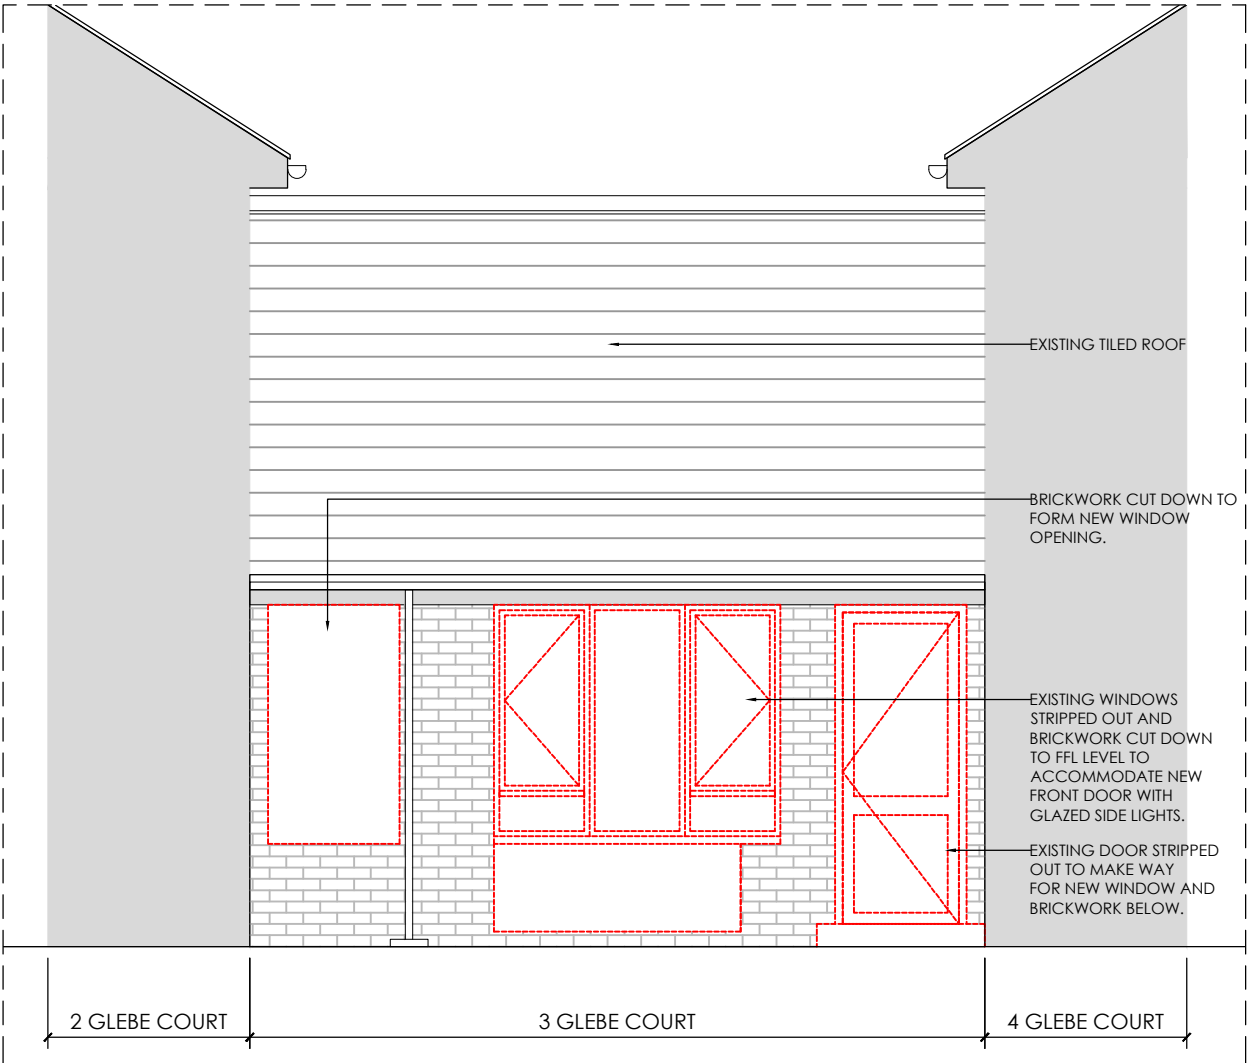 EXISTING TILED ROOF
BRICKWORK CUT DOWN TO
FORM NEW WINDOW
OPENING.
EXISTING WINDOWS
STRIPPED OUT AND
BRICKWORK CUT DOWN
TO FFL LEVEL TO
ACCOMMODATE NEW
FRONT DOOR WITH
GLAZED SIDE LIGHTS.
EXISTING DOOR STRIPPED
OUT TO MAKE WAY
FOR NEW WINDOW AND
BRICKWORK BELOW.
2 GLEBE COURT
3 GLEBE COURT
4 GLEBE COURT